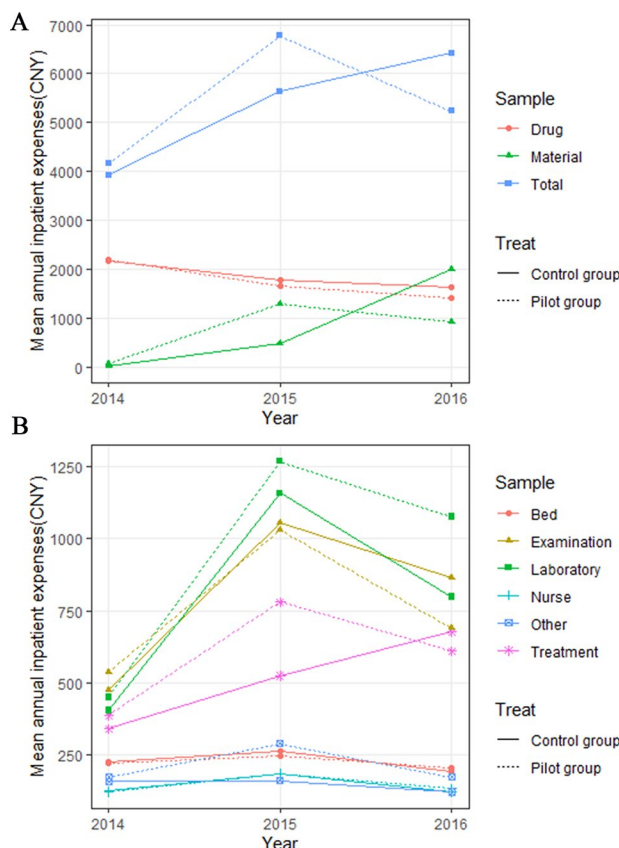 A
Mean annual inpatient expenses(CNY)
7000
6000
5000
4000
3000
2000
1000
0
2014
2015
2016
Year
Sample
Drug
Material
Total
Treat
Control group
Pilot group
B
Mean annual inpatient expenses(CNY)
1250
1000
750
500
250
2014
2015
2016
Year
Sample
Bed
Examination
Laboratory
Nurse
Other
Treatment
Treat
Control group
Pilot group